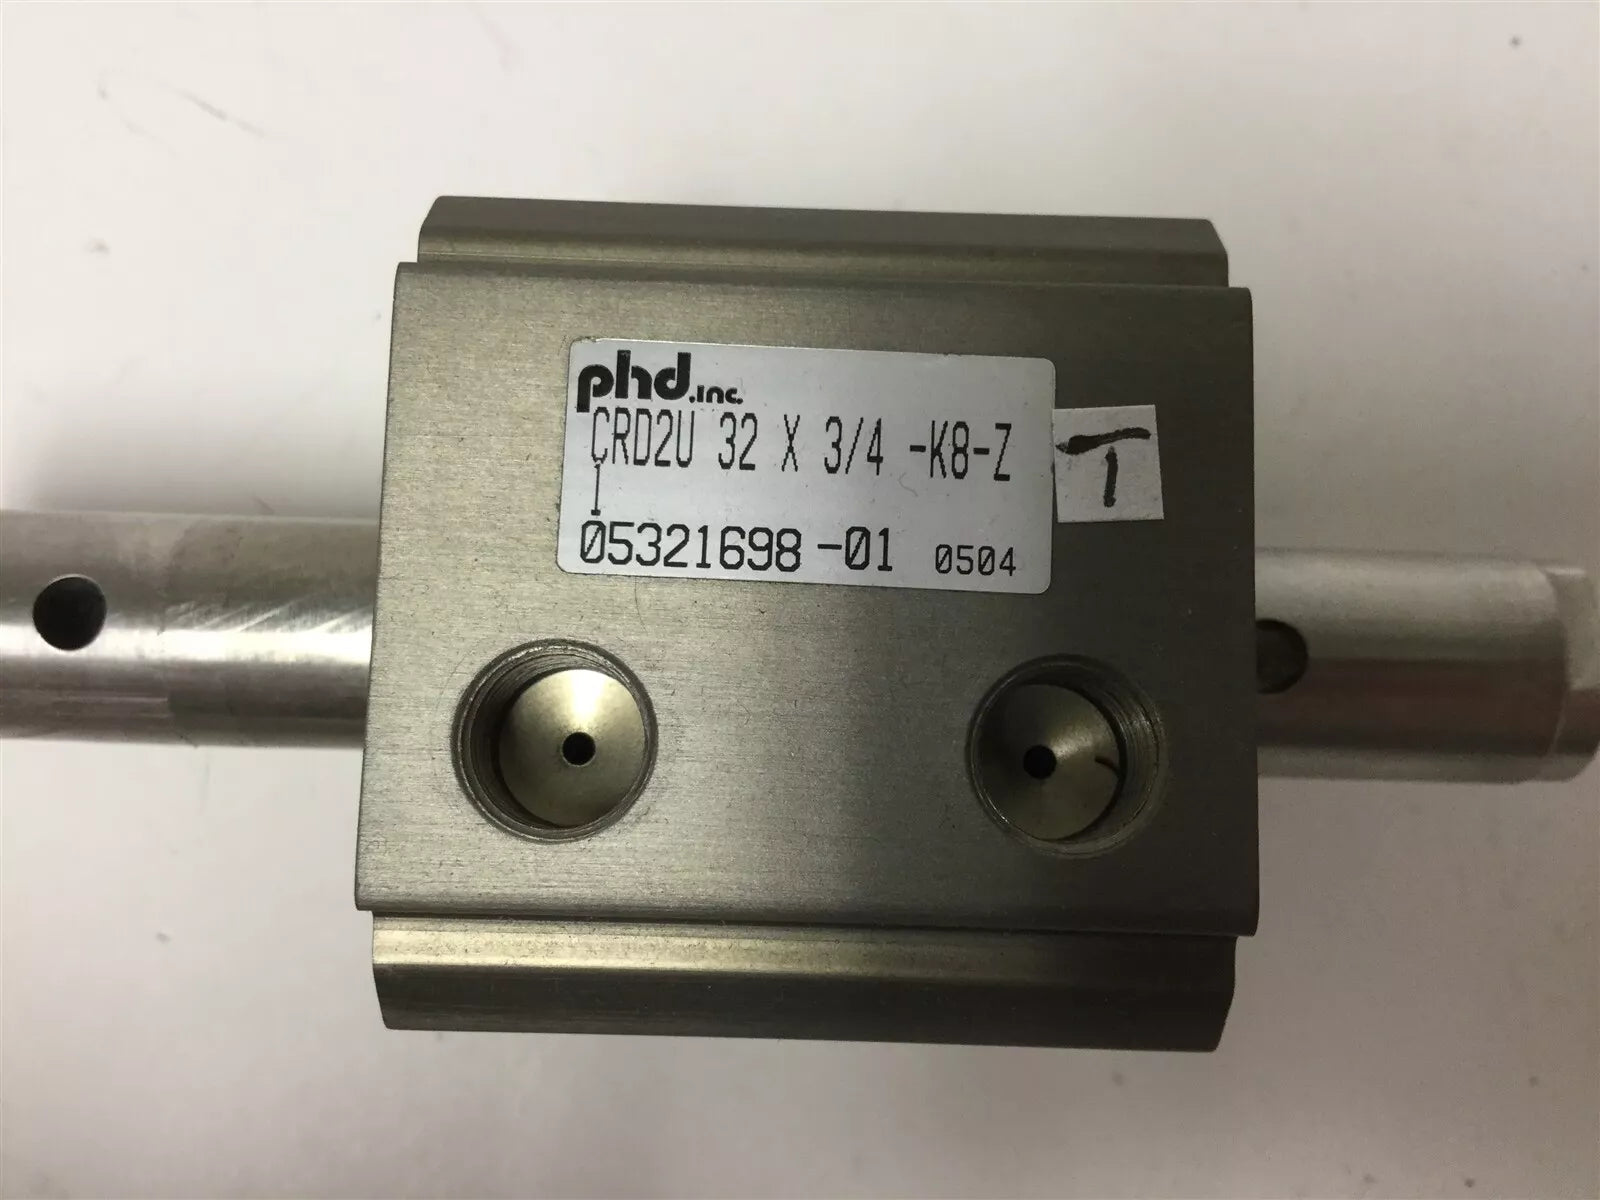 phd.inc.
CRD2U 32 X 3/4 -K8-Z
05321698-01 0504
T